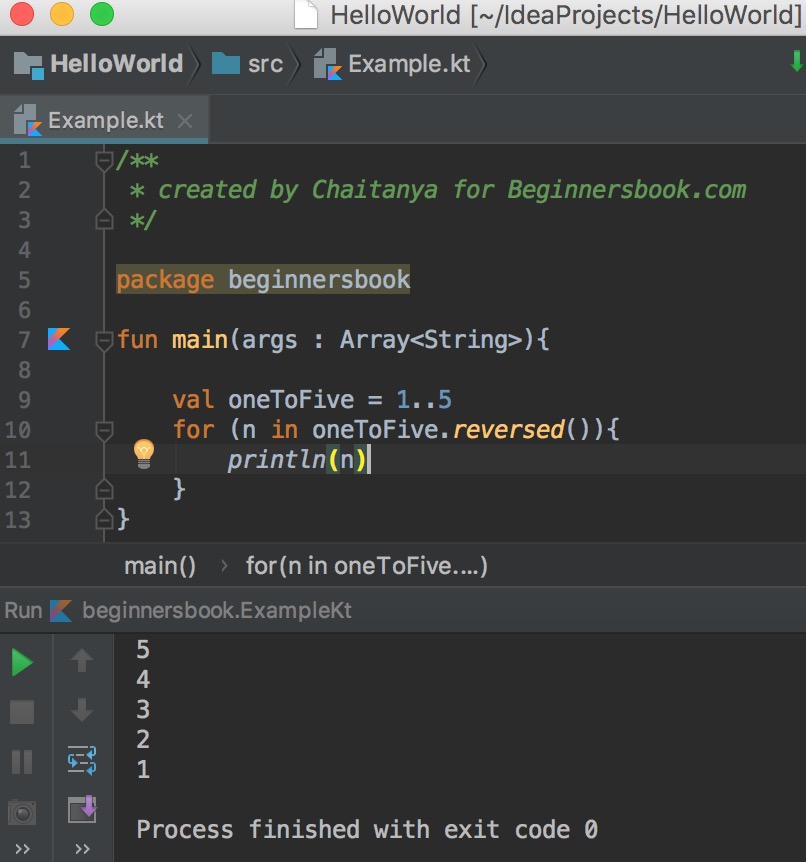 HelloWorld [~/IdeaProjects/HelloWorld]
HelloWorld src Example.kt
Example.kt
1 /**
2 * created by Chaitanya for Beginnersbook.com
3 */
4
5 package beginnersbook
6
7 fun main(args : Array<String>){
8
9 val oneToFive = 1..5
10 for (n in oneToFive.reversed()){
11 println(n)
12 }
13 }
main() › for(n in oneToFive....)
Run beginnersbook.ExampleKt
5
4
3
2
1
Process finished with exit code 0
>> >>